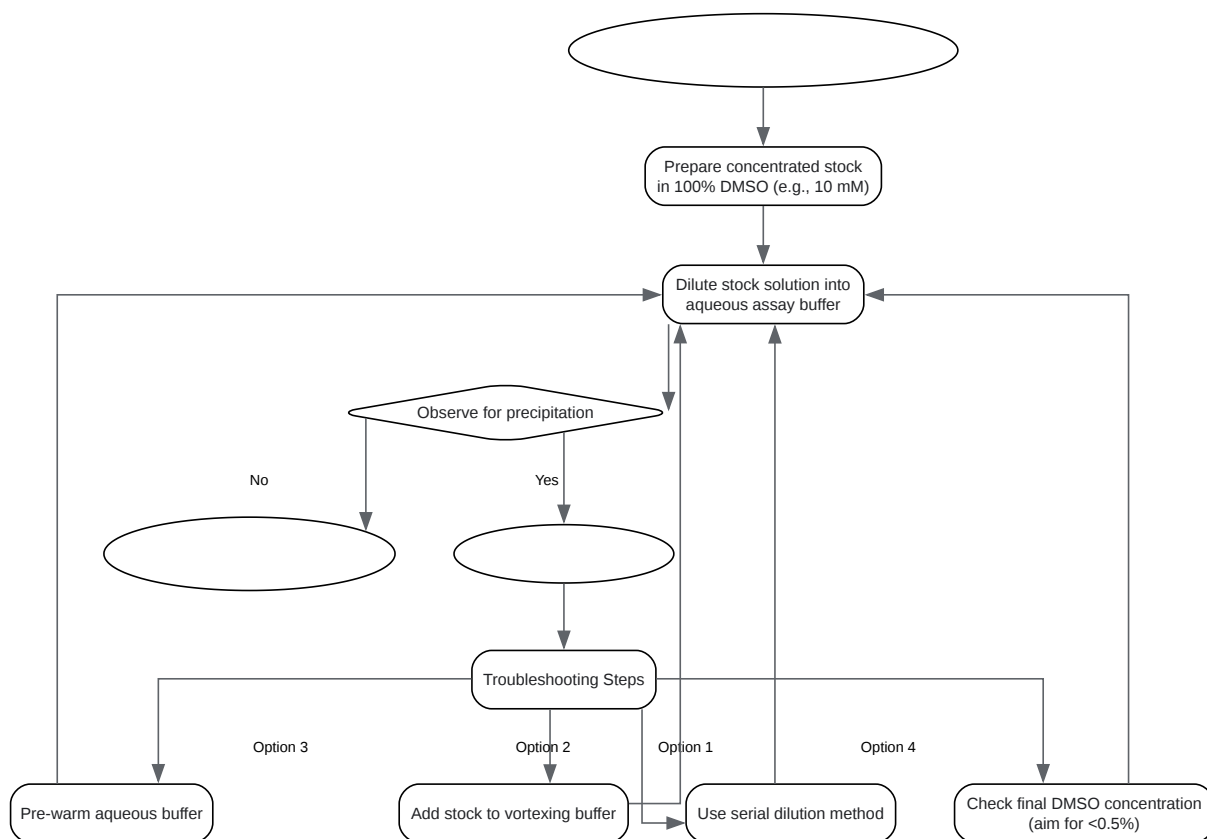 Prepare concentrated stock
in 100% DMSO (e.g., 10 mM)
Dilute stock solution into
aqueous assay buffer
Observe for precipitation
No
Yes
Troubleshooting Steps
Option 3
Option 2
Option 1
Option 4
Pre-warm aqueous buffer
Add stock to vortexing buffer
Use serial dilution method
Check final DMSO concentration
(aim for <0.5%)